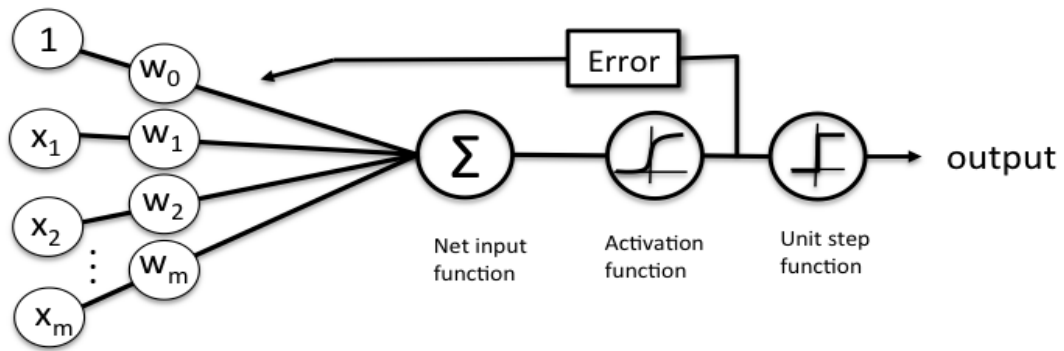 1
w₀
Error
x₁
w₁
Σ
output
x₂
w₂
⋮
wₘ
xₘ
Net input
function
Activation
function
Unit step
function